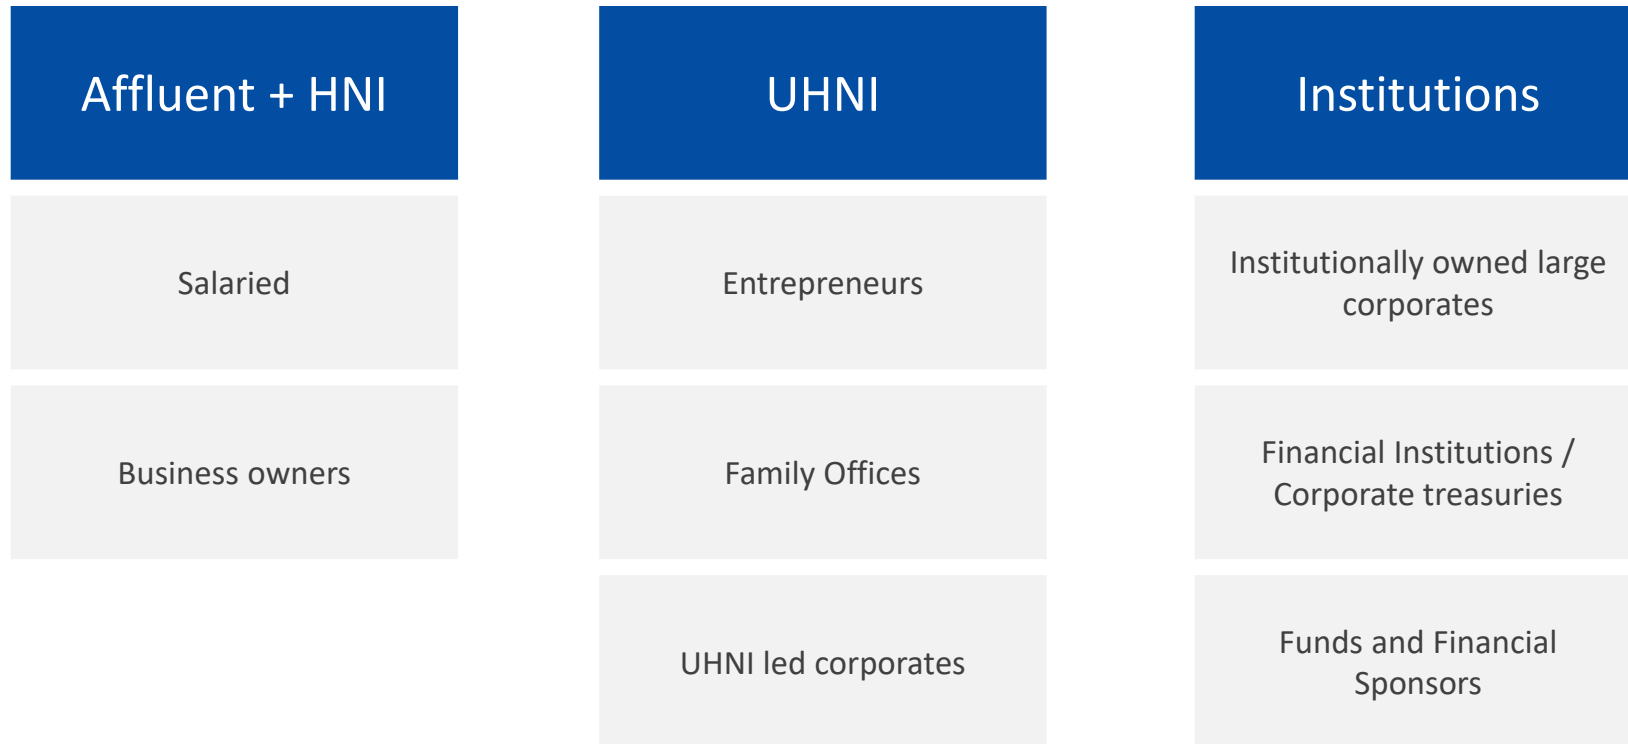 Affluent + HNI
Salaried
Business owners
UHNI
Entrepreneurs
Family Offices
UHNI led corporates
Institutions
Institutionally owned large
corporates
Financial Institutions /
Corporate treasuries
Funds and Financial
Sponsors